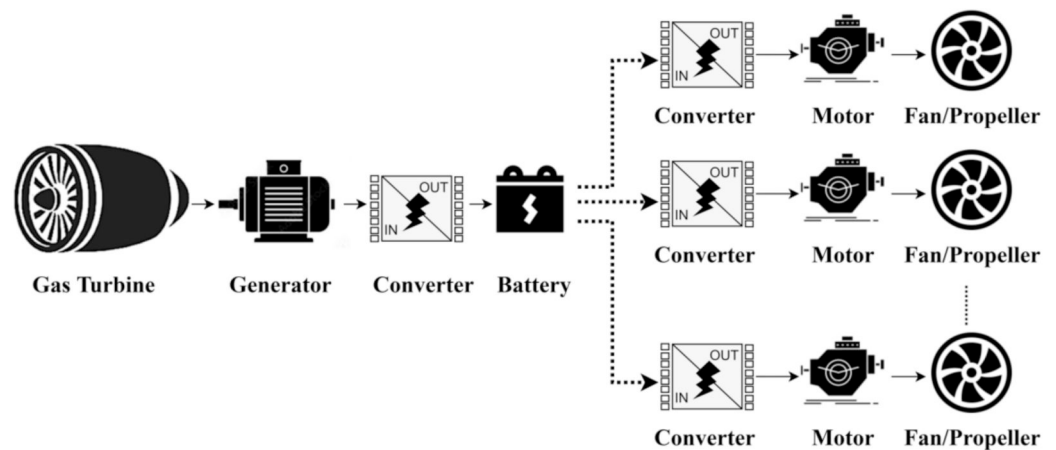 OUT
IN
Converter
Motor
Fan/Propeller
OUT
IN
Gas Turbine
Generator
Converter
Battery
OUT
IN
Converter
Motor
Fan/Propeller
OUT
IN
Converter
Motor
Fan/Propeller